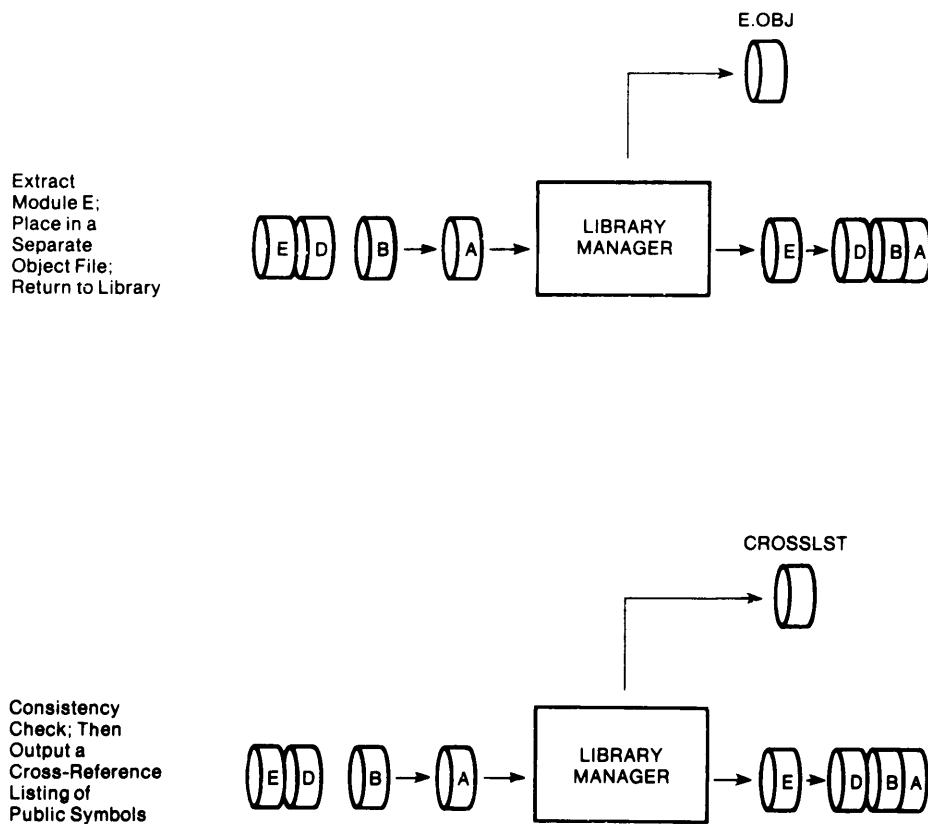 E.OBJ
Extract
Module E;
Place in a
Separate
Object File;
Return to Library
E D B A
LIBRARY
MANAGER
E D B A
CROSSLST
Consistency
Check; Then
Output a
Cross-Reference
Listing of
Public Symbols
E D B A
LIBRARY
MANAGER
E D B A